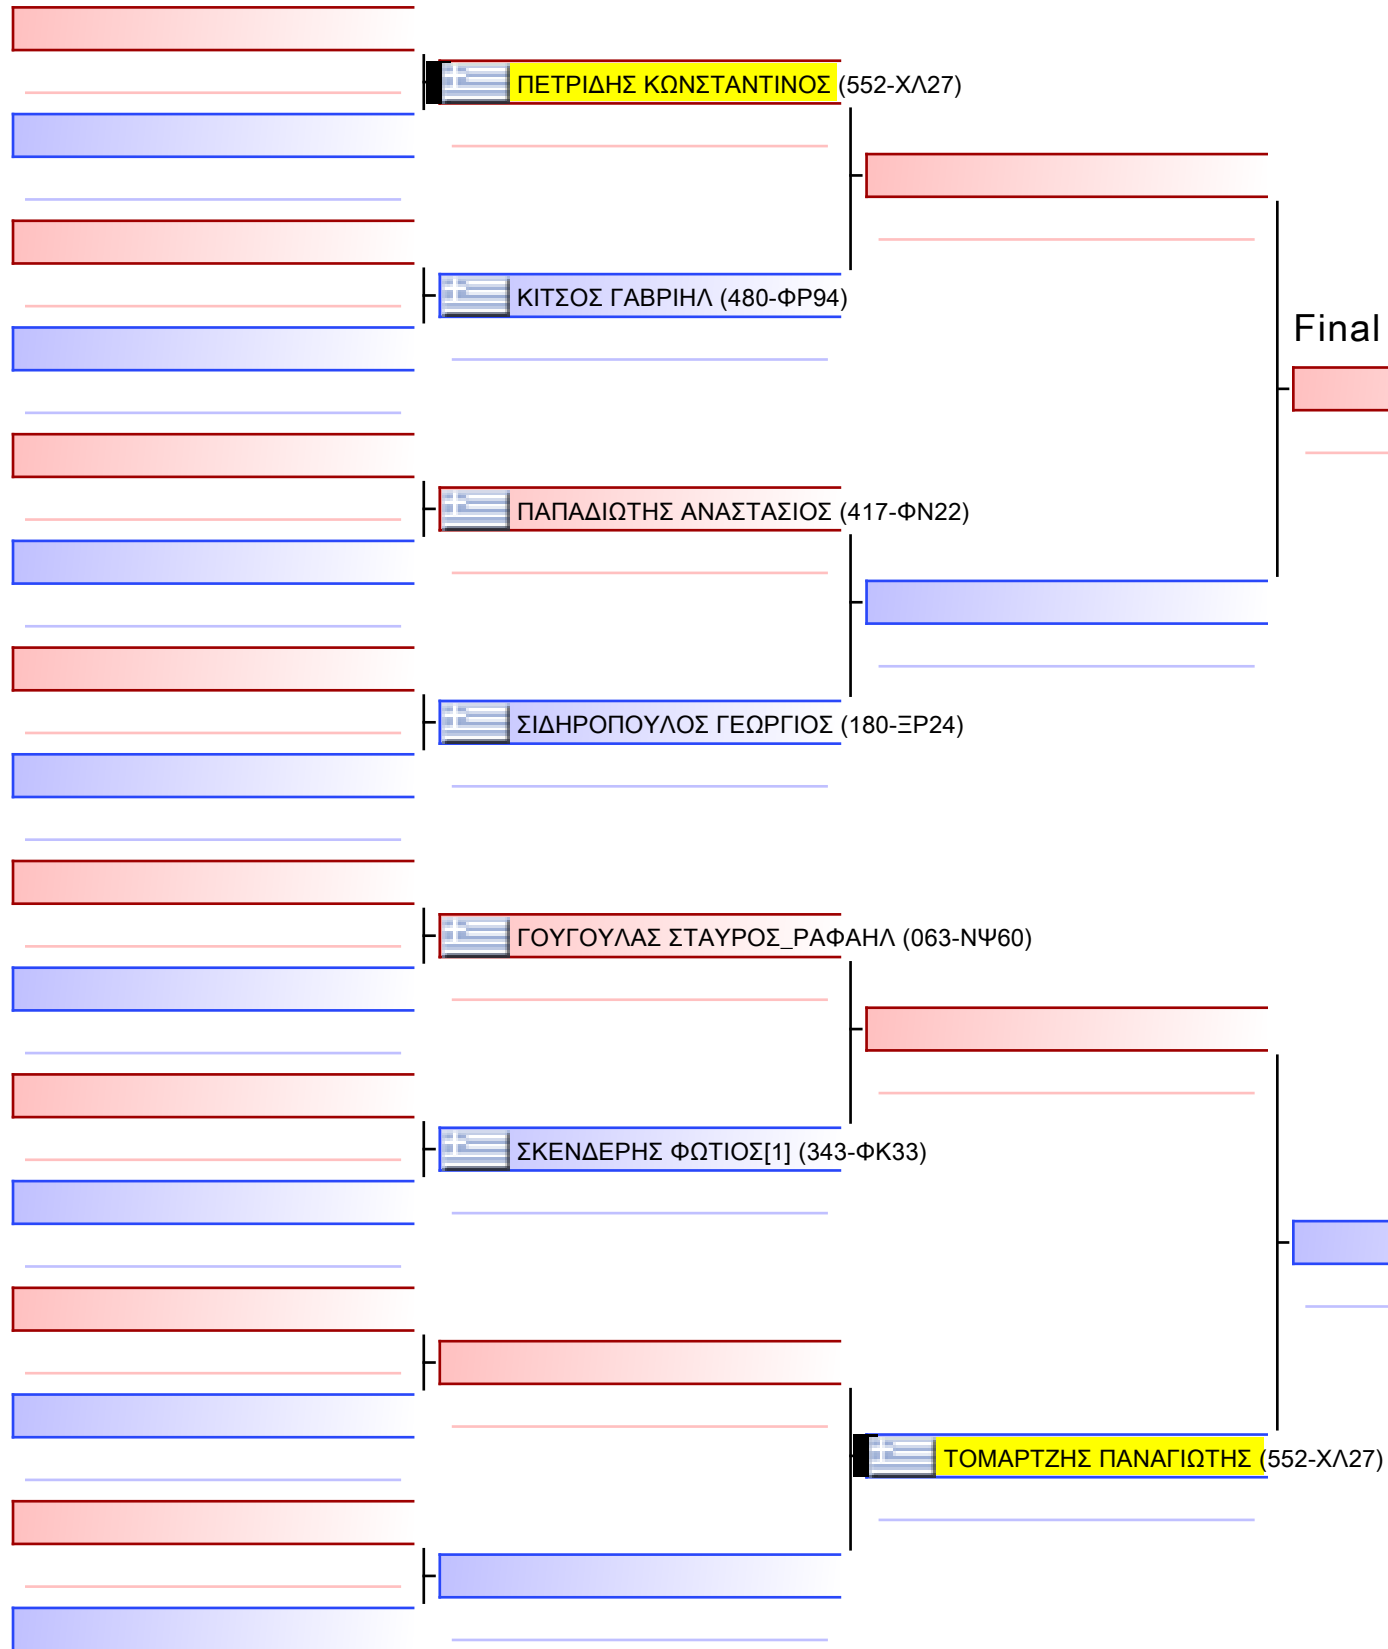 ΠΕΤΡΙΔΗΣ ΚΩΝΣΤΑΝΤΙΝΟΣ (552-ΧΛ27)
ΚΙΤΣΟΣ ΓΑΒΡΙΗΛ (480-ΦΡ94)
Final
ΠΑΠΑΔΙΩΤΗΣ ΑΝΑΣΤΑΣΙΟΣ (417-ΦΝ22)
ΣΙΔΗΡΟΠΟΥΛΟΣ ΓΕΩΡΓΙΟΣ (180-ΞΡ24)
ΓΟΥΓΟΥΛΑΣ ΣΤΑΥΡΟΣ_ΡΑΦΑΗΛ (063-ΝΨ60)
ΣΚΕΝΔΕΡΗΣ ΦΩΤΙΟΣ[1] (343-ΦΚ33)
ΤΟΜΑΡΤΖΗΣ ΠΑΝΑΓΙΩΤΗΣ (552-ΧΛ27)